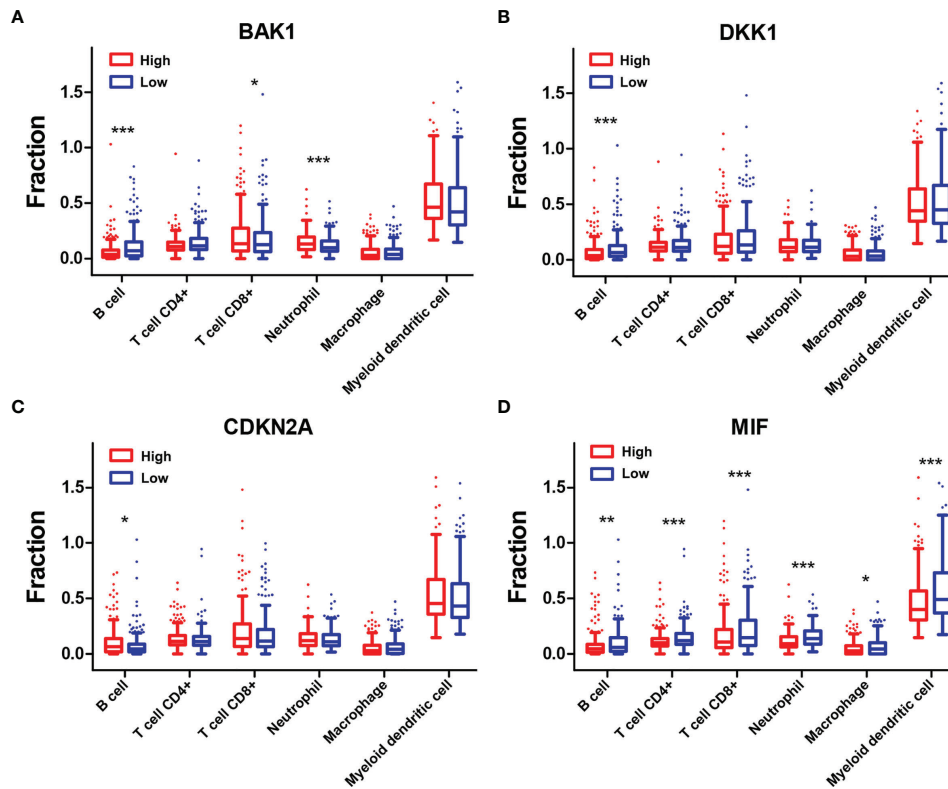 A
BAK1
High
Low
Fraction
1.5
1.0
0.5
0.0
***
*
***
B cell
T cell CD4+
T cell CD8+
Neutrophil
Macrophage
Myeloid dendritic cell
B
DKK1
High
Low
Fraction
1.5
1.0
0.5
0.0
***
B cell
T cell CD4+
T cell CD8+
Neutrophil
Macrophage
Myeloid dendritic cell
C
CDKN2A
High
Low
Fraction
1.5
1.0
0.5
0.0
*
B cell
T cell CD4+
T cell CD8+
Neutrophil
Macrophage
Myeloid dendritic cell
D
MIF
High
Low
Fraction
1.5
1.0
0.5
0.0
**
***
***
***
*
***
B cell
T cell CD4+
T cell CD8+
Neutrophil
Macrophage
Myeloid dendritic cell